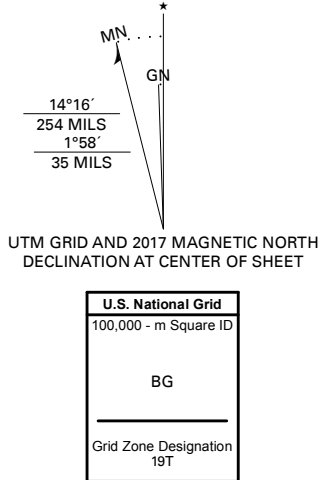 ★
MN
GN
14°16´
254 MILS
1°58´
35 MILS
UTM GRID AND 2017 MAGNETIC NORTH
DECLINATION AT CENTER OF SHEET
U.S. National Grid
100,000 - m Square ID
BG
Grid Zone Designation
19T